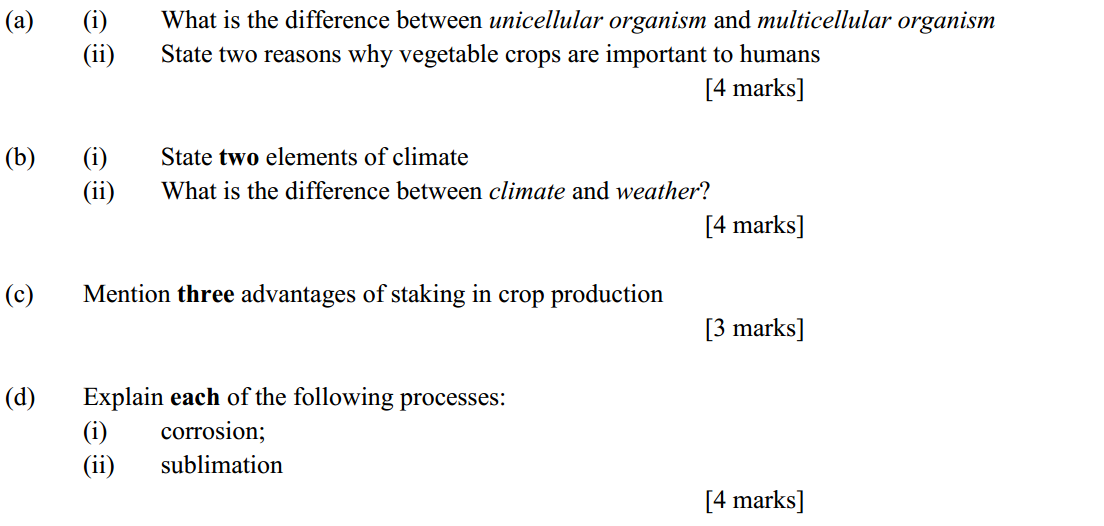 (a) (i) What is the difference between unicellular organism and multicellular organism
(ii) State two reasons why vegetable crops are important to humans
[4 marks]
(b) (i) State two elements of climate
(ii) What is the difference between climate and weather?
[4 marks]
(c) Mention three advantages of staking in crop production
[3 marks]
(d) Explain each of the following processes:
(i) corrosion;
(ii) sublimation
[4 marks]